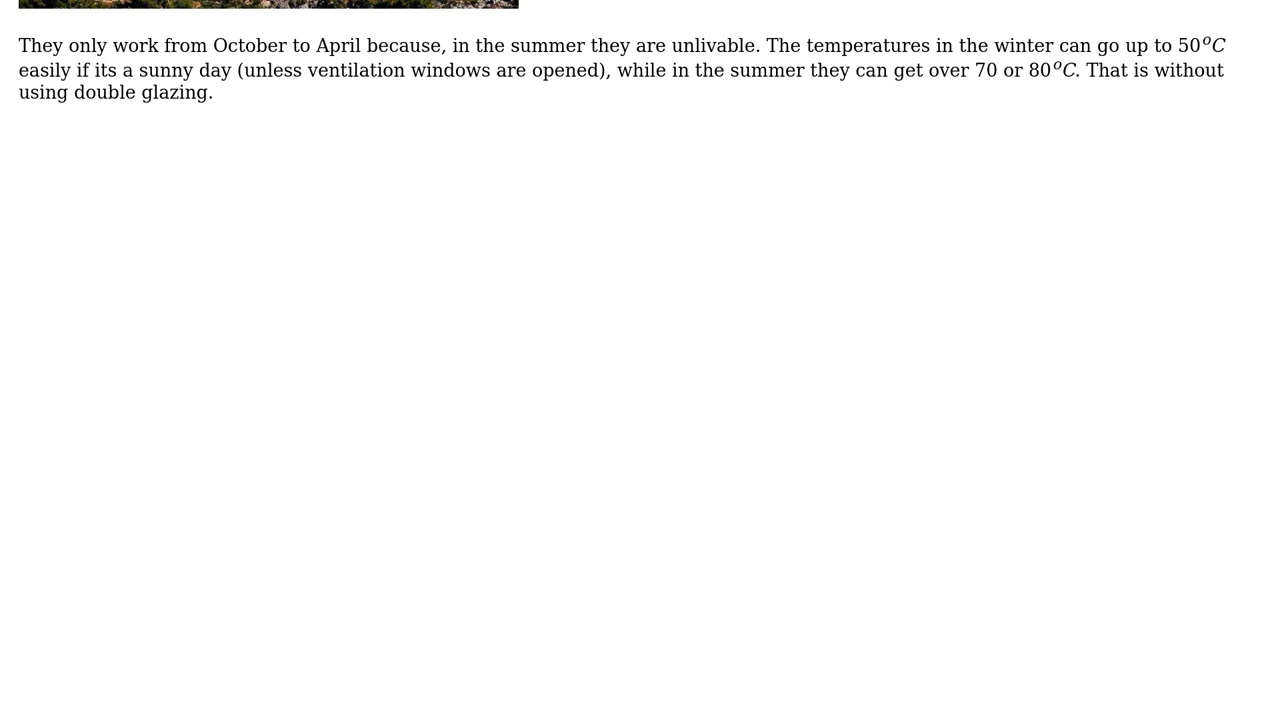 They only work from October to April because, in the summer they are unlivable. The temperatures in the winter can go up to 50°C
easily if its a sunny day (unless ventilation windows are opened), while in the summer they can get over 70 or 80°C. That is without
using double glazing.